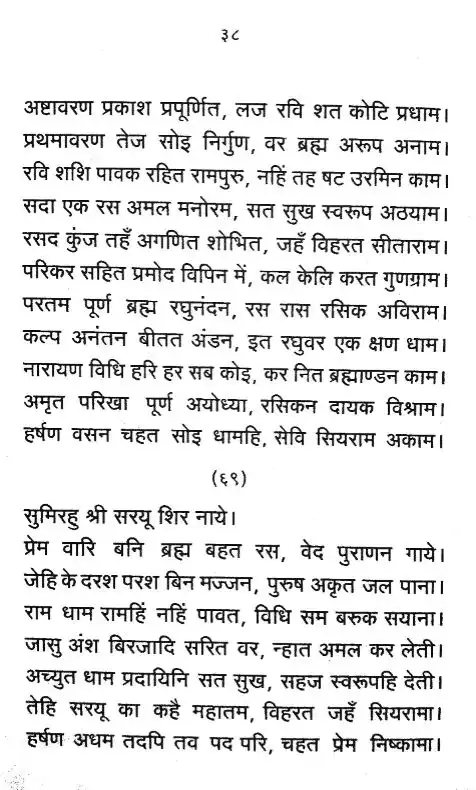 ३८
अष्टावरण प्रकाश प्रपूर्णित, लज रवि शत कोटि प्रधाम।
प्रथमावरण तेज सोइ निर्गुण, वर ब्रह्म अरूप अनाम।
रवि शशि पावक रहित रामपुरु, नहिं तह षट उरमिन काम।
सदा एक रस अमल मनोरम, सत सुख स्वरूप अठयाम।
रसद कुंज तहँ अगणित शोभित, जहँ विहरत सीताराम।
परिकर सहित प्रमोद विपिन में, कल केलि करत गुणग्राम।
परतम पूर्ण ब्रह्म रघुनंदन, रस रास रसिक अविराम।
कल्प अनंतन बीतत अंडन, इत रघुवर एक क्षण धाम।
नारायण विधि हरि हर सब कोइ, कर नित ब्रह्माण्डन काम।
अमृत परिखा पूर्ण अयोध्या, रसिकन दायक विश्राम।
हर्षण वसन चहत सोइ धामहि, सेवि सियराम अकाम।
(६९)
सुमिरहु श्री सरयू शिर नाये।
प्रेम वारि बनि ब्रह्म बहत रस, वेद पुराणन गाये।
जेहि के दरश परश बिन मज्जन, पुरुष अकृत जल पाना।
राम धाम रामहिं नहिं पावत, विधि सम बरुक सयाना।
जासु अंश बिरजादि सरित वर, न्हात अमल कर लेती।
अच्युत धाम प्रदायिनि सत सुख, सहज स्वरूपहि देती।
तेहि सरयू का कहै महातम, विहरत जहँ सियरामा।
हर्षण अधम तदपि तव पद परि, चहत प्रेम निष्कामा।